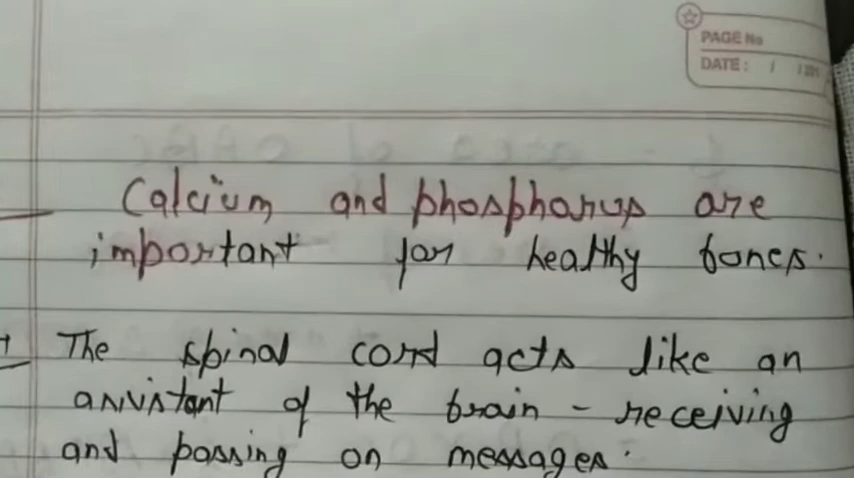 PAGE No
DATE: / /201
Calcium and phosphorus are
important for healthy bones.
The spinal cord acts like an
assistant of the brain - receiving
and passing on messages.